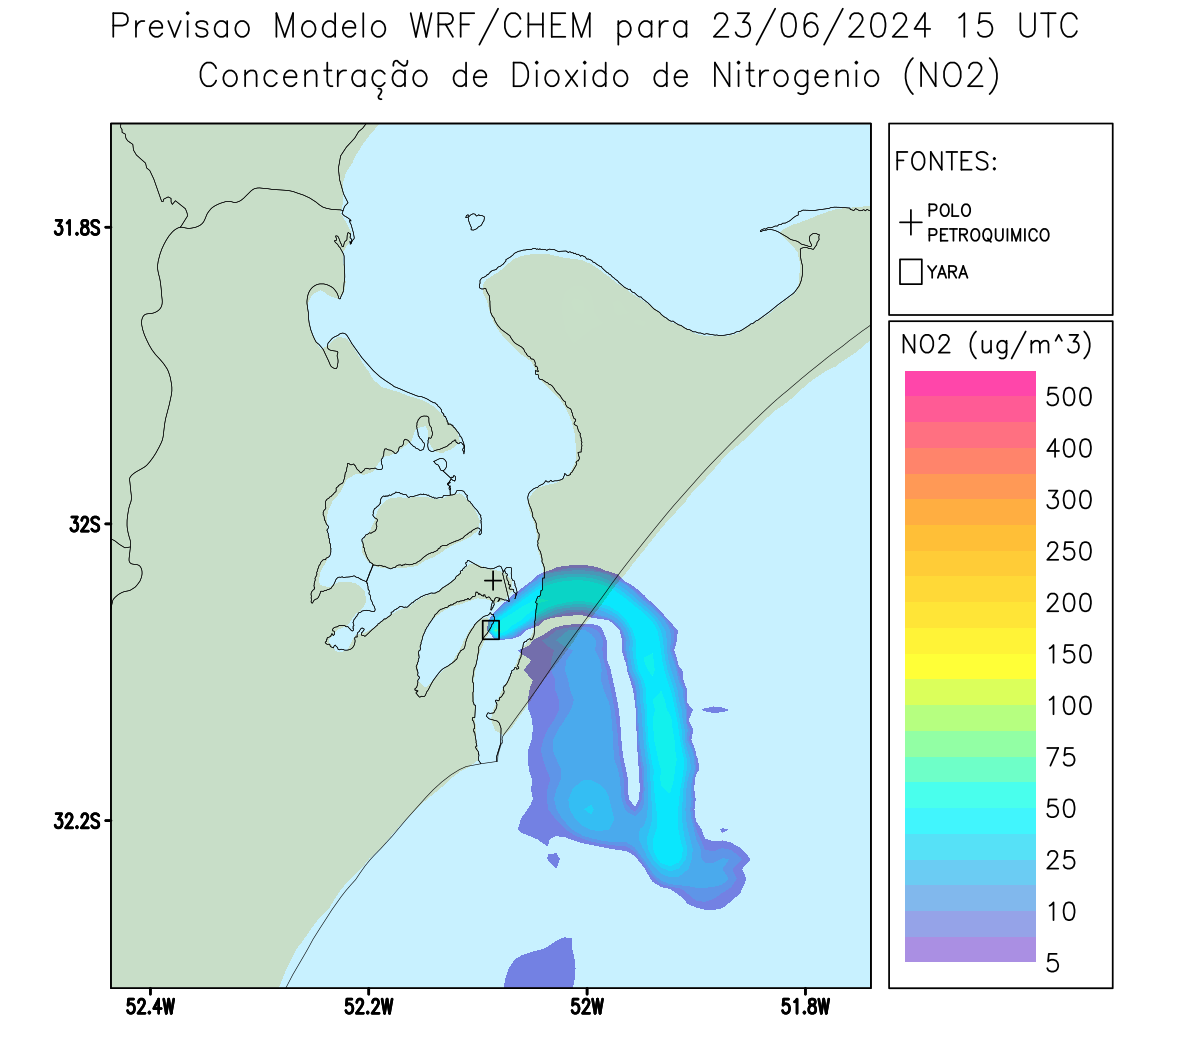 Previsao Modelo WRF/CHEM para 23/06/2024 15 UTC
Concentração de Dioxido de Nitrogenio (NO2)
FONTES:
POLO
PETROQUIMICO
YARA
NO2 (ug/m^3)
500
400
300
250
200
150
100
75
50
25
10
5
31.8S
32S
32.2S
52.4W
52.2W
52W
51.8W